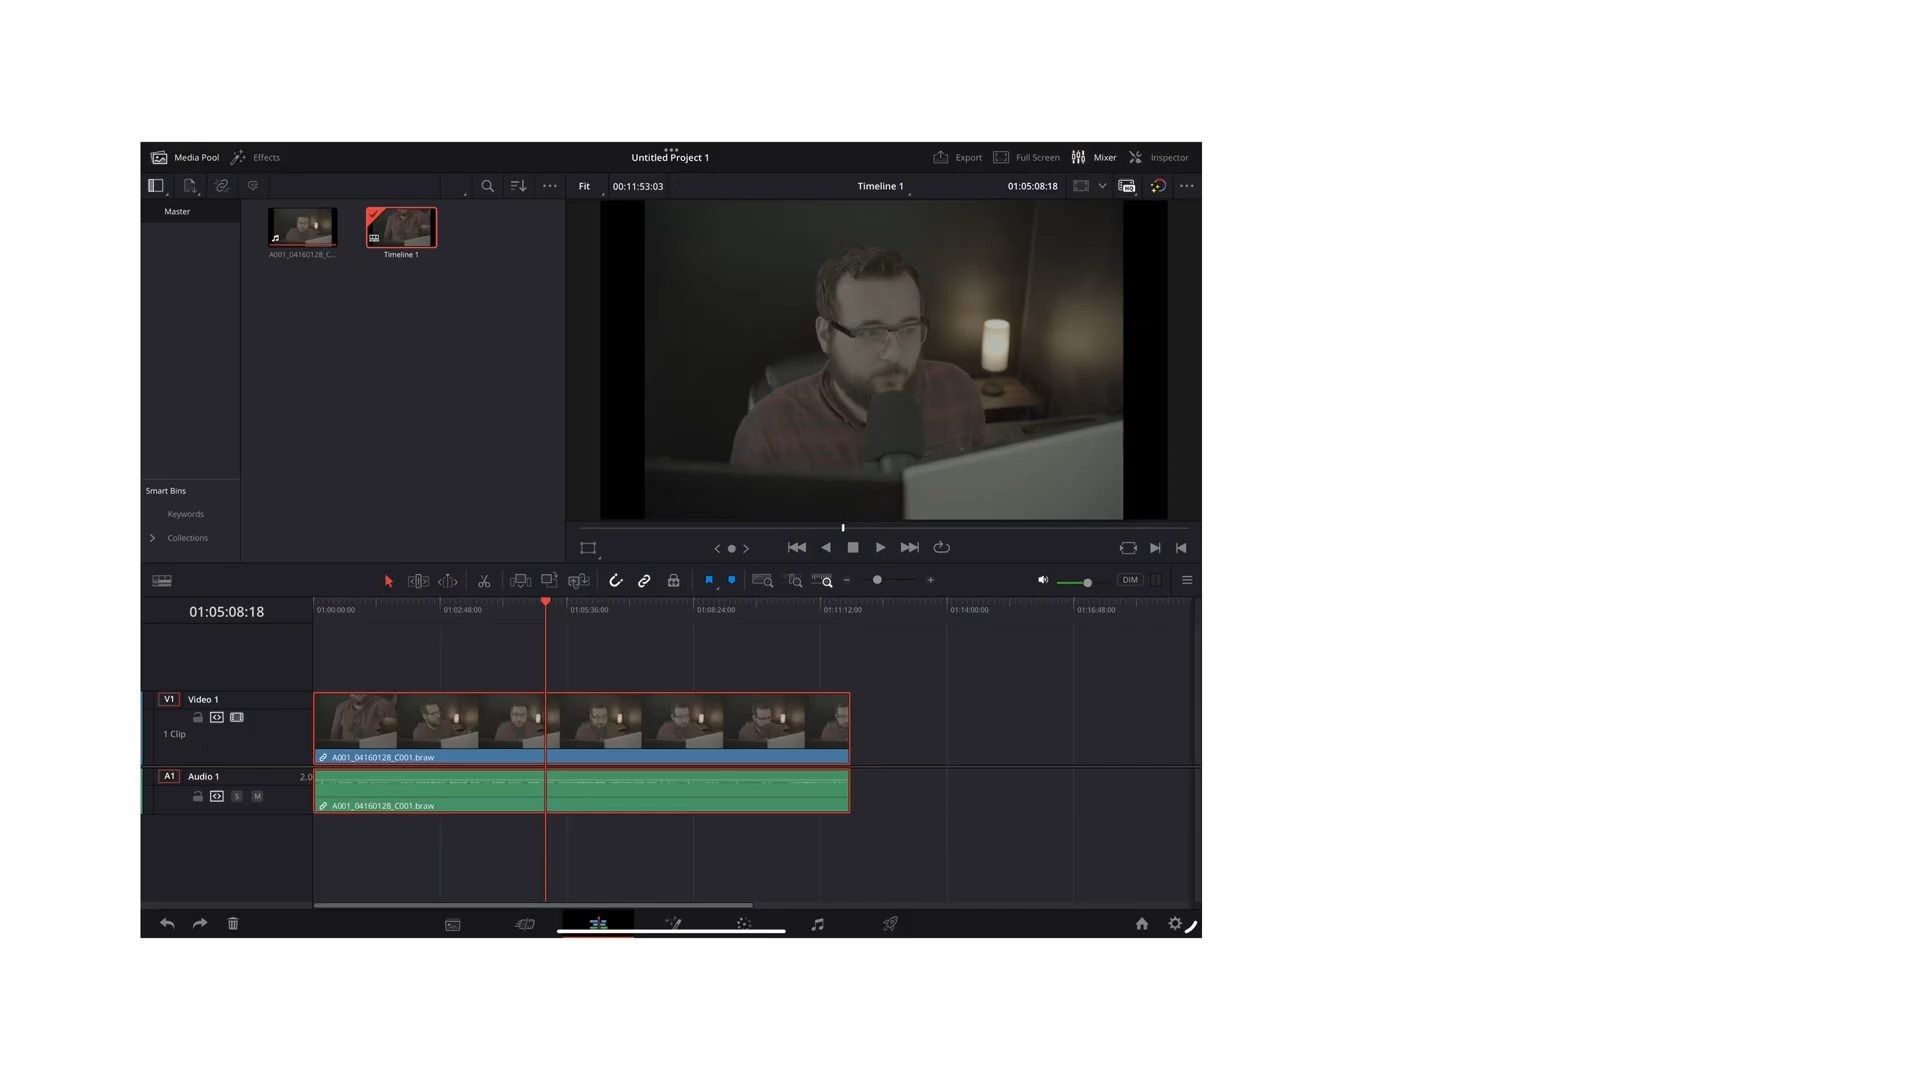 Media Pool Effects Untitled Project 1 Export Full Screen Mixer Inspector
Fit 00:11:53:03 Timeline 1 01:05:08:18
Master
A001_04160128_C... Timeline 1
Smart Bins
Keywords
Collections
DIM
01:05:08:18
01:00:00:00 01:02:48:00 01:05:36:00 01:08:24:00 01:11:12:00 01:14:00:00 01:16:48:00
V1 Video 1
1 Clip
A001_04160128_C001.braw
A1 Audio 1 2.0
S M
A001_04160128_C001.braw